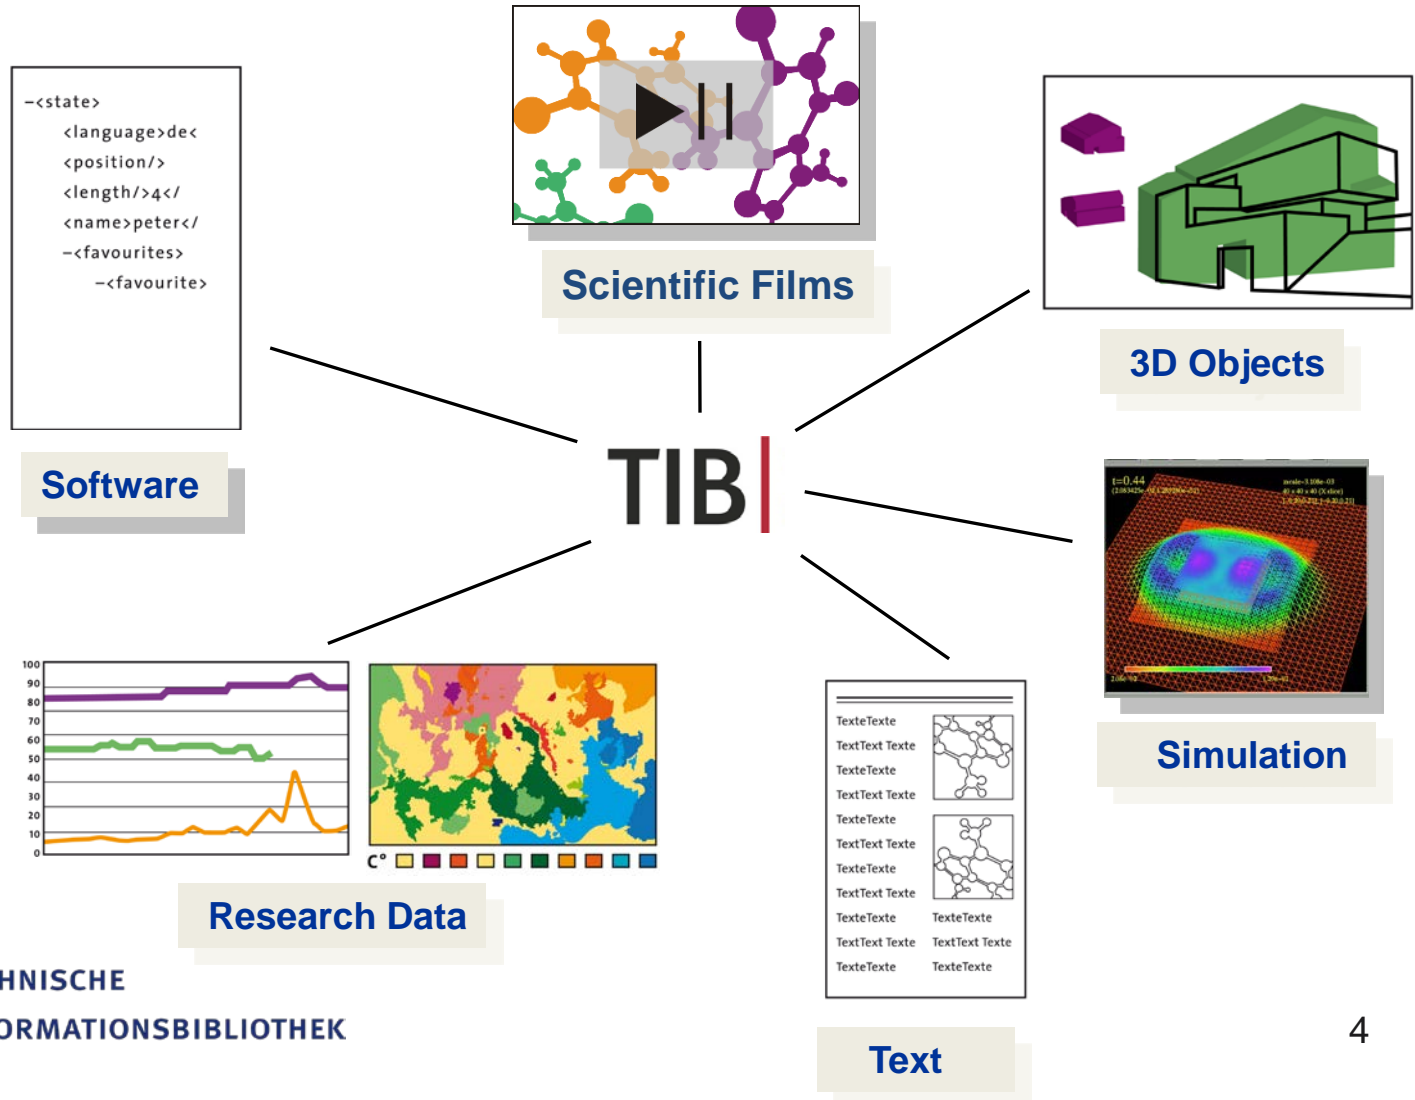 –<state>
<language>de<
<position/>
<length/>4</
<name>peter</
–<favourites>
–<favourite>
Software
Scientific Films
3D Objects
TIB
t=0.44
Simulation
100
90
80
70
60
50
40
30
20
10
0
C°
Research Data
TexteTexte
TextText Texte
TexteTexte
TextText Texte
TexteTexte
TextText Texte
TexteTexte
TextText Texte
TexteTexte TexteTexte
TextText Texte TextText Texte
TexteTexte TexteTexte
Text
HNISCHE
ORMATIONSBIBLIOTHEK
4